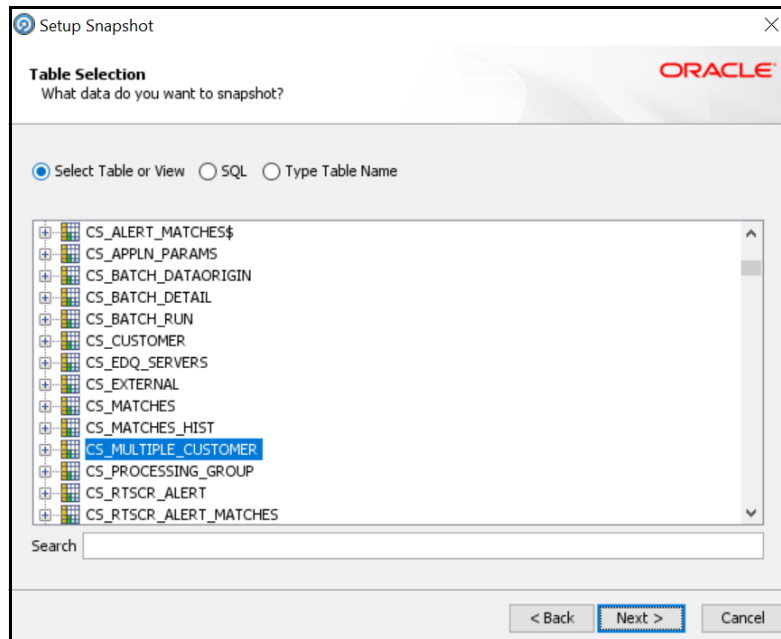 Setup Snapshot
Table Selection
What data do you want to snapshot?
ORACLE
Select Table or View SQL Type Table Name
CS_ALERT_MATCHES$
CS_APPLN_PARAMS
CS_BATCH_DATAORIGIN
CS_BATCH_DETAIL
CS_BATCH_RUN
CS_CUSTOMER
CS_EDQ_SERVERS
CS_EXTERNAL
CS_MATCHES
CS_MATCHES_HIST
CS_MULTIPLE_CUSTOMER
CS_PROCESSING_GROUP
CS_RTSCR_ALERT
CS_RTSCR_ALERT_MATCHES
Search
< Back Next > Cancel